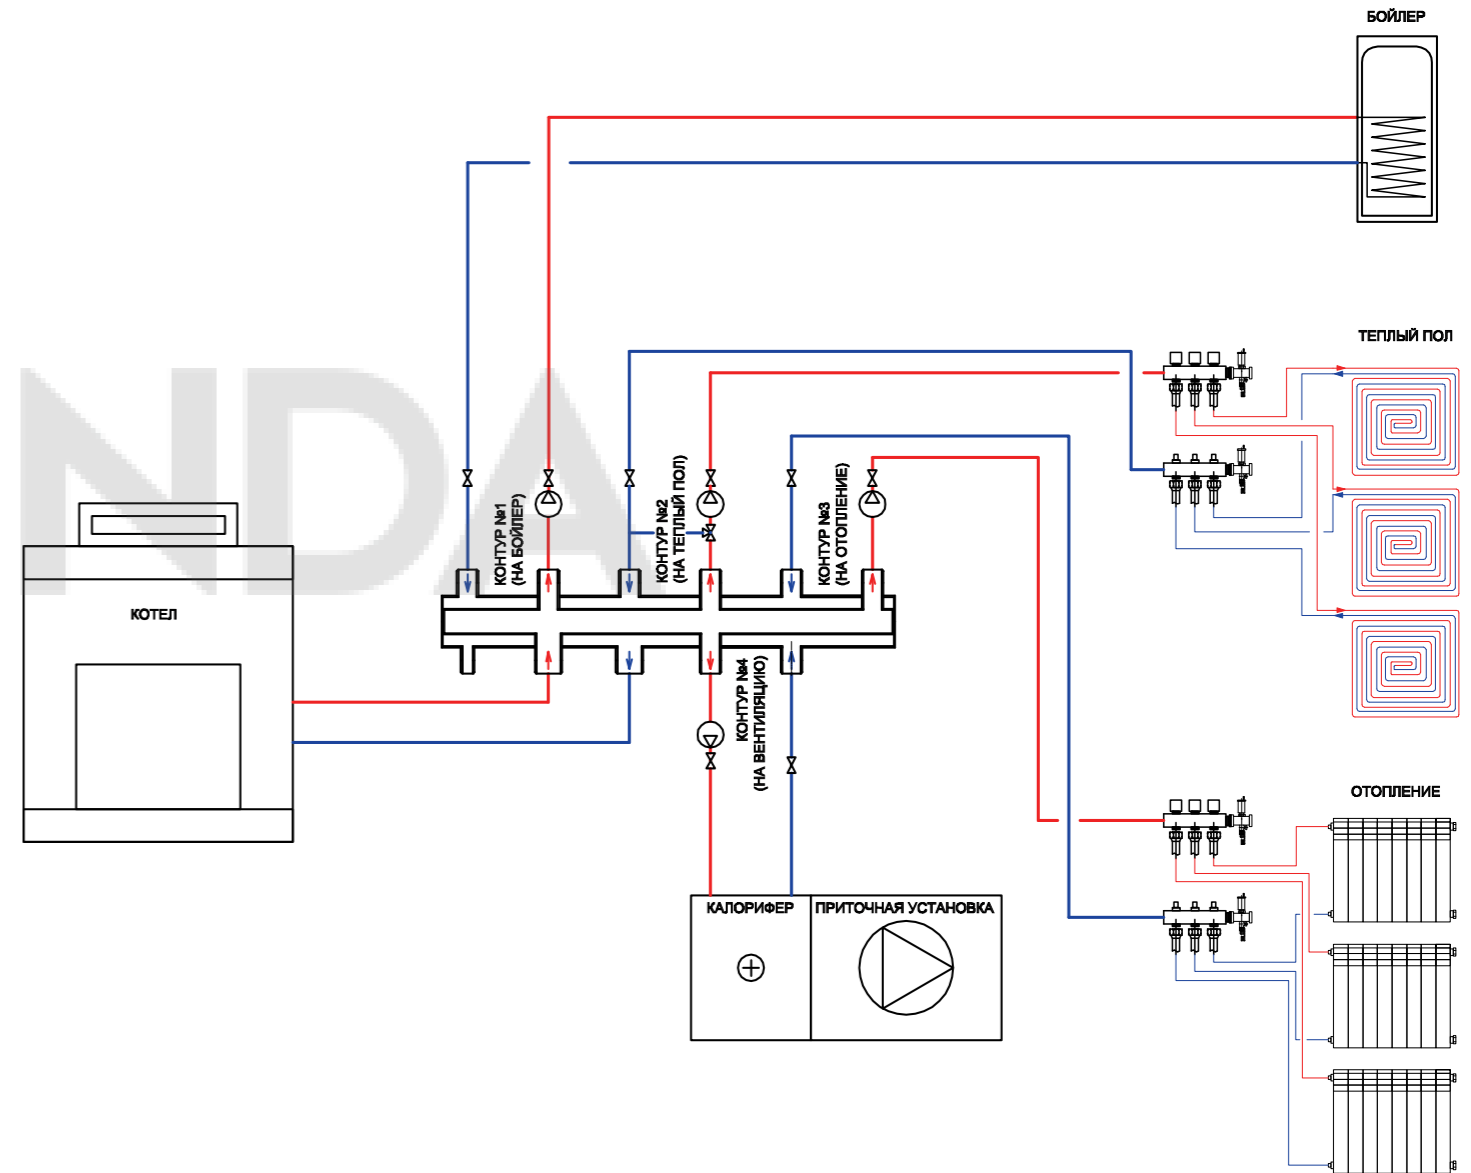 БОЙЛЕР
ТЕПЛЫЙ ПОЛ
NDA
КОНТУР №1
(НА БОЙЛЕР)
КОНТУР №2
(НА ТЕПЛЫЙ ПОЛ)
КОНТУР №3
(НА ОТОПЛЕНИЕ)
КОТЕЛ
КОНТУР №4
(НА ВЕНТИЛЯЦИЮ)
ОТОПЛЕНИЕ
КАЛОРИФЕР
ПРИТОЧНАЯ УСТАНОВКА